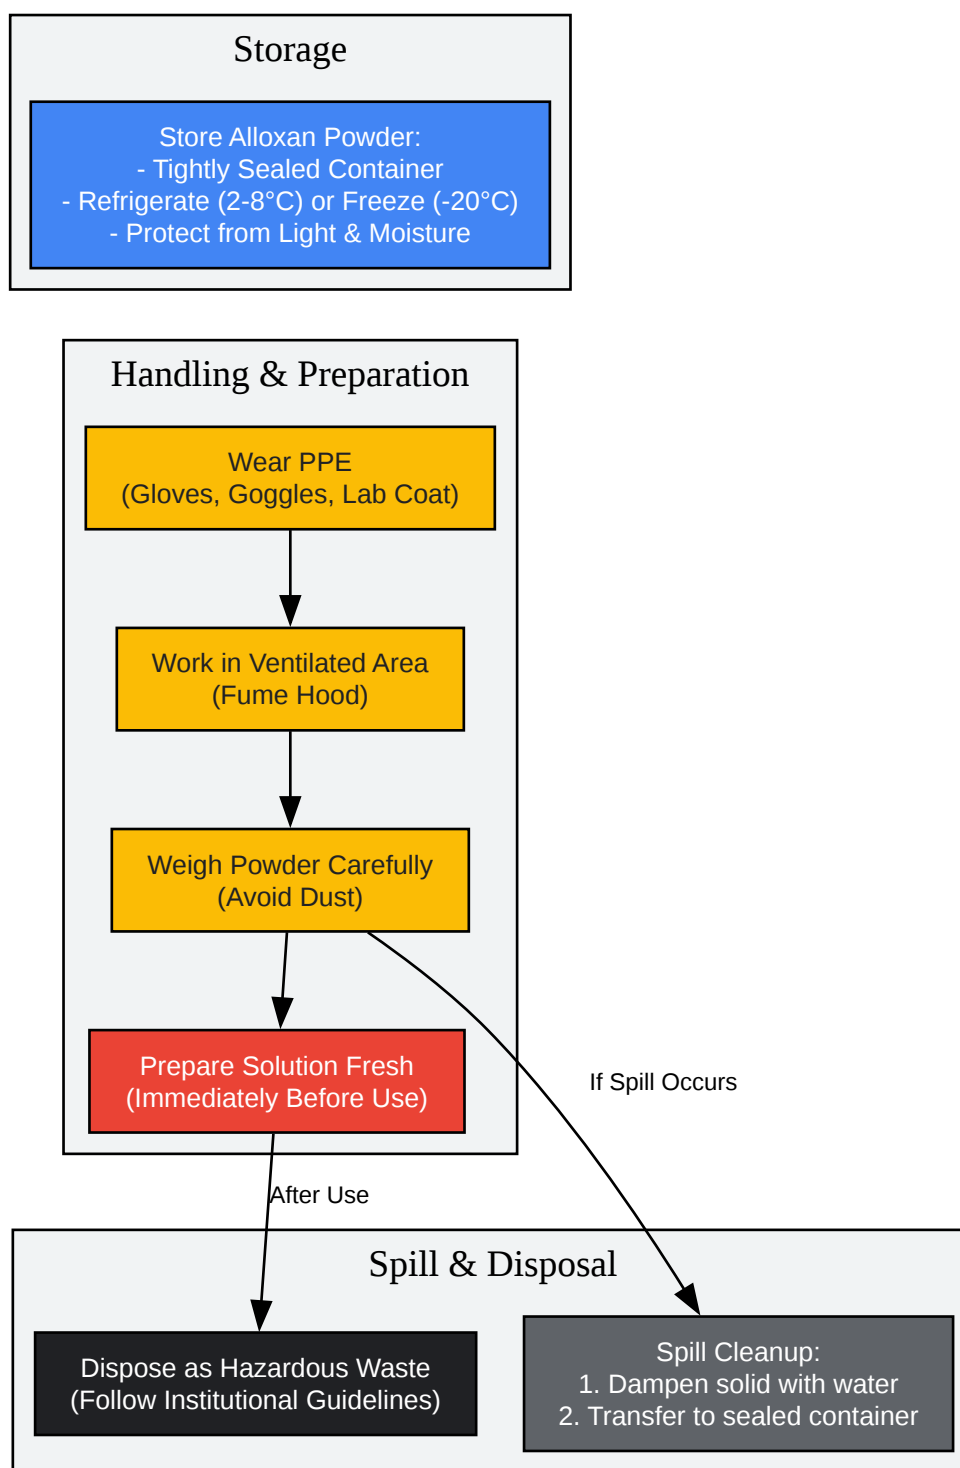 Storage
Store Alloxan Powder:
- Tightly Sealed Container
- Refrigerate (2-8°C) or Freeze (-20°C)
- Protect from Light & Moisture
Handling & Preparation
Wear PPE
(Gloves, Goggles, Lab Coat)
Work in Ventilated Area
(Fume Hood)
Weigh Powder Carefully
(Avoid Dust)
Prepare Solution Fresh
(Immediately Before Use)
If Spill Occurs
After Use
Spill & Disposal
Dispose as Hazardous Waste
(Follow Institutional Guidelines)
Spill Cleanup:
1. Dampen solid with water
2. Transfer to sealed container